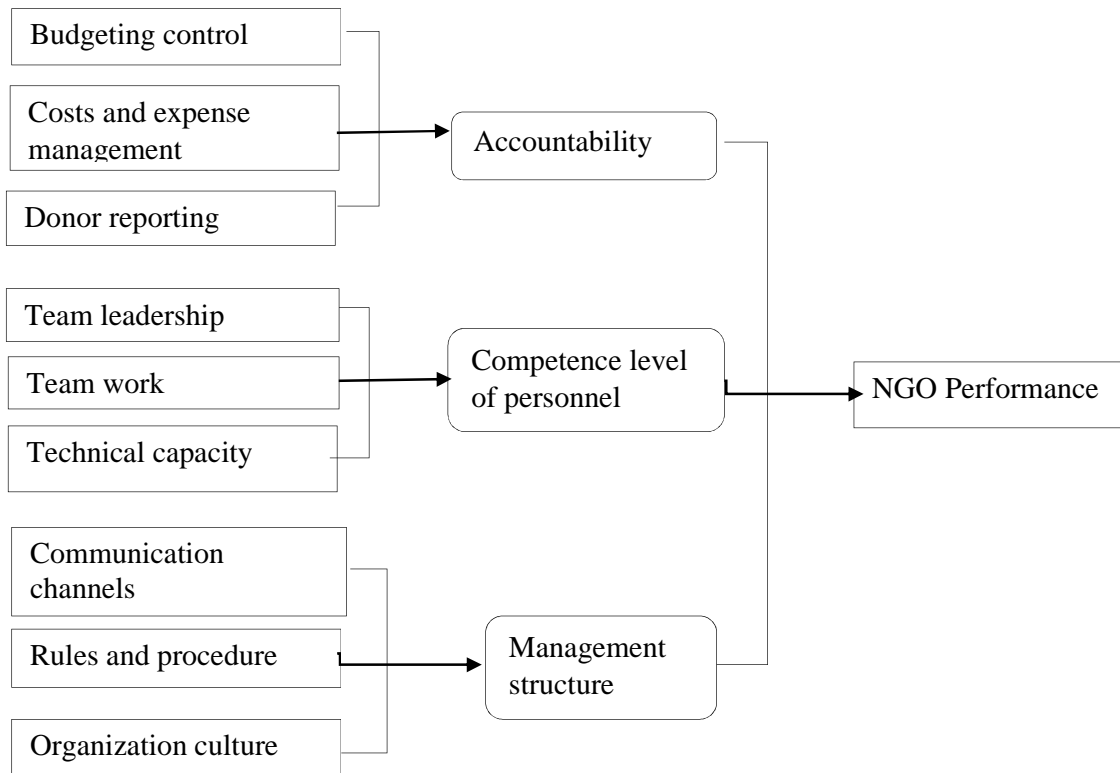 Budgeting control
Costs and expense
management
Donor reporting
Accountability
Team leadership
Team work
Technical capacity
Competence level
of personnel
NGO Performance
Communication
channels
Rules and procedure
Organization culture
Management
structure